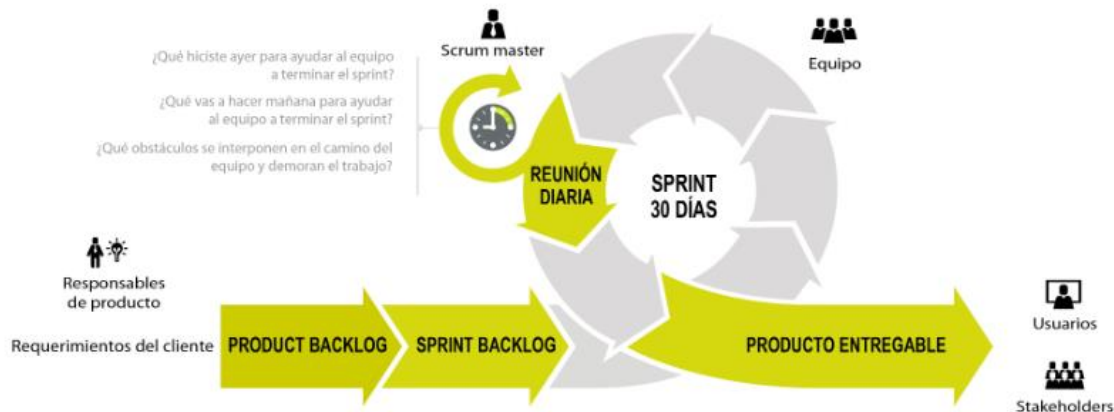 Scrum master
Equipo
¿Qué hiciste ayer para ayudar al equipo
a terminar el sprint?
¿Qué vas a hacer mañana para ayudar
al equipo a terminar el sprint?
¿Qué obstáculos se interponen en el camino del
equipo y demoran el trabajo?
REUNIÓN
DIARIA
SPRINT
30 DÍAS
Responsables
de producto
Requerimientos del cliente
PRODUCT BACKLOG
SPRINT BACKLOG
PRODUCTO ENTREGABLE
Usuarios
Stakeholders